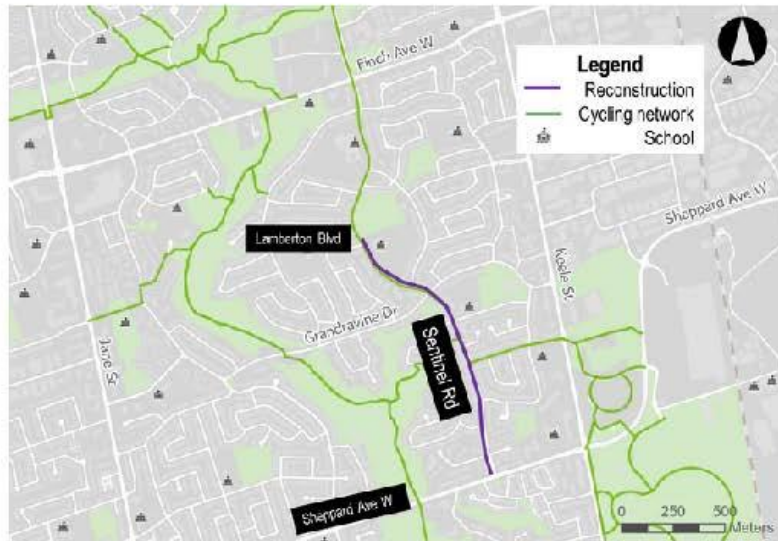 Finch Ave W
Legend
Reconstruction
Cycling network
School
Sheppard Ave W
Lamberton Blvd
Keele St.
Grandravine Dr
Sentinel Rd
Jane St.
Sheppard Ave W
0 250 500
Meters